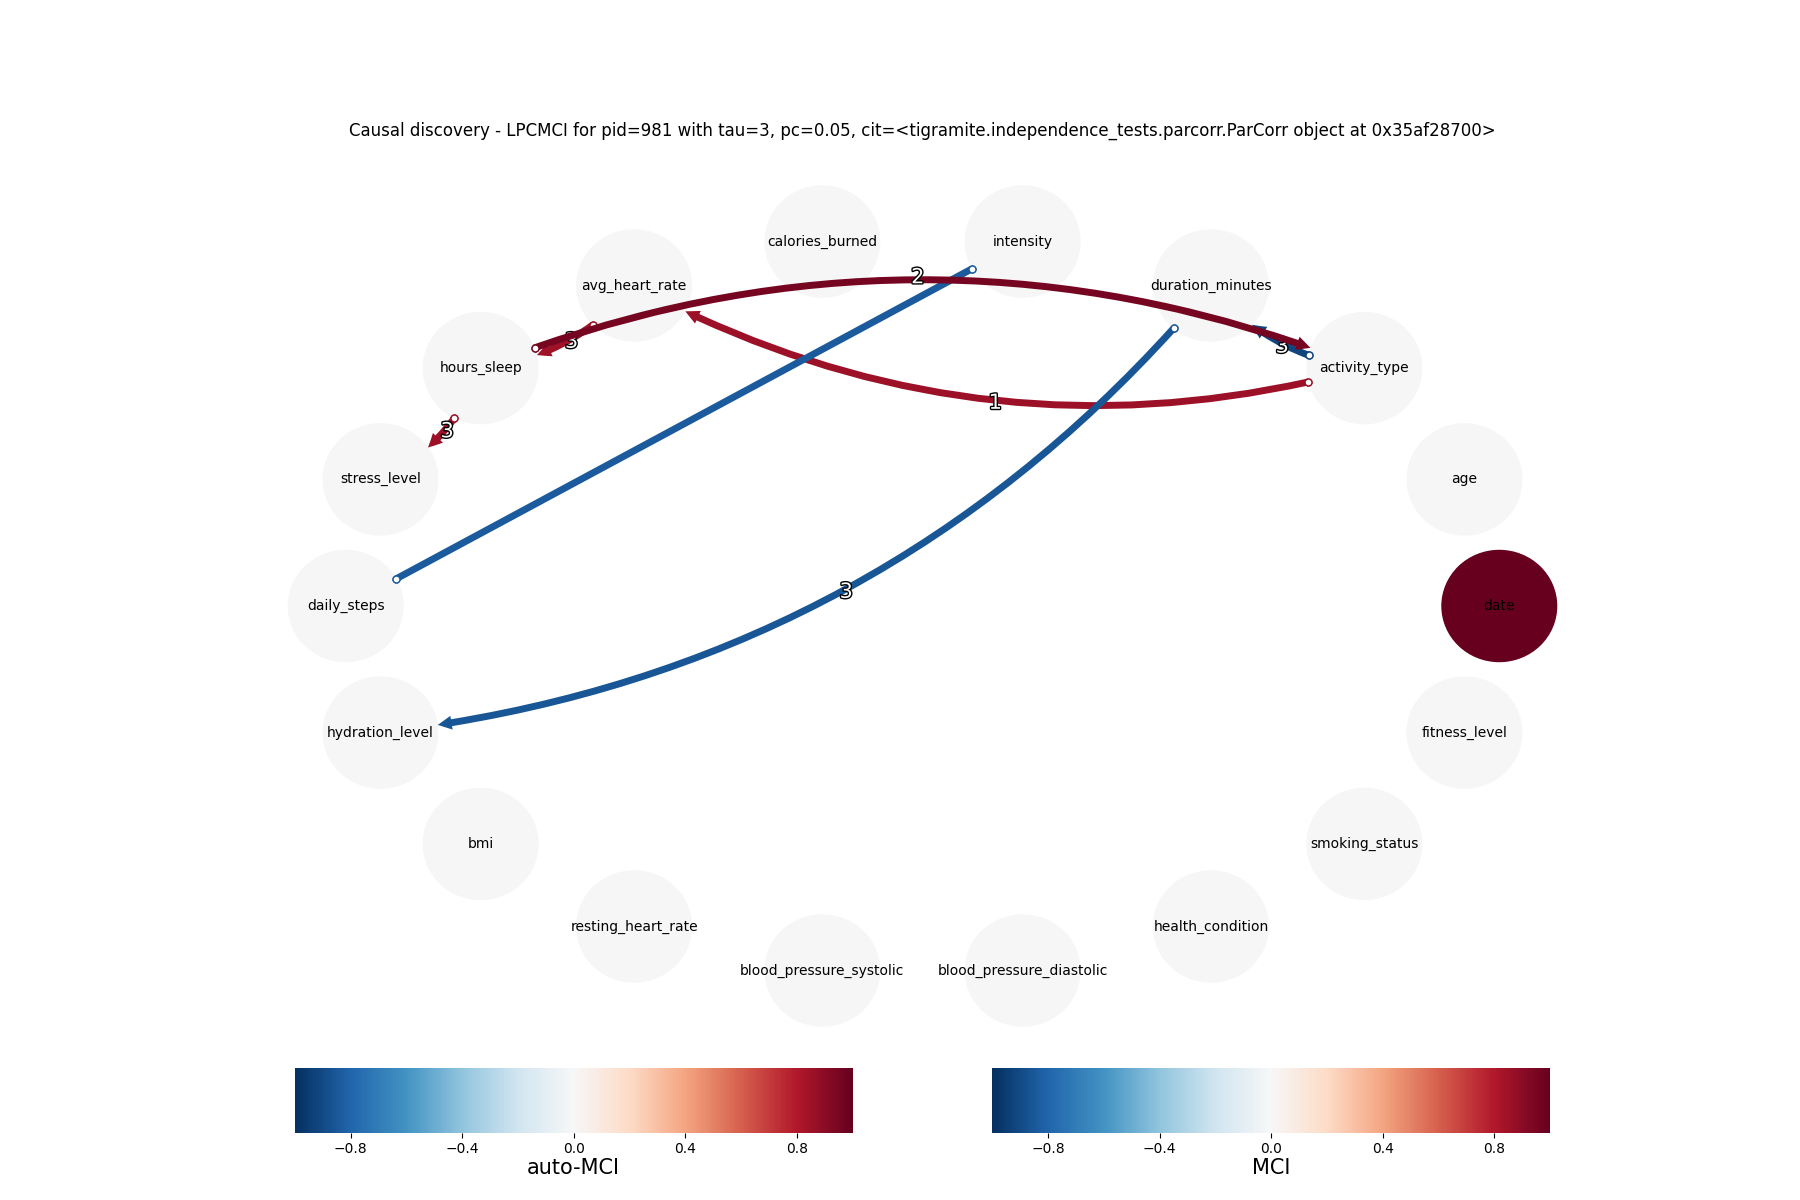 Causal discovery - LPCMCI for pid=981 with tau=3, pc=0.05, cit=<tigramite.independence_tests.parcorr.ParCorr object at 0x35af28700>
calories_burned
intensity
avg_heart_rate
2
duration_minutes
3
3
hours_sleep
activity_type
1
3
stress_level
age
3
daily_steps
date
hydration_level
fitness_level
bmi
smoking_status
resting_heart_rate
health_condition
blood_pressure_systolic
blood_pressure_diastolic
−0.8
−0.4
0.0
0.4
0.8
auto-MCI
−0.8
−0.4
0.0
0.4
0.8
MCI